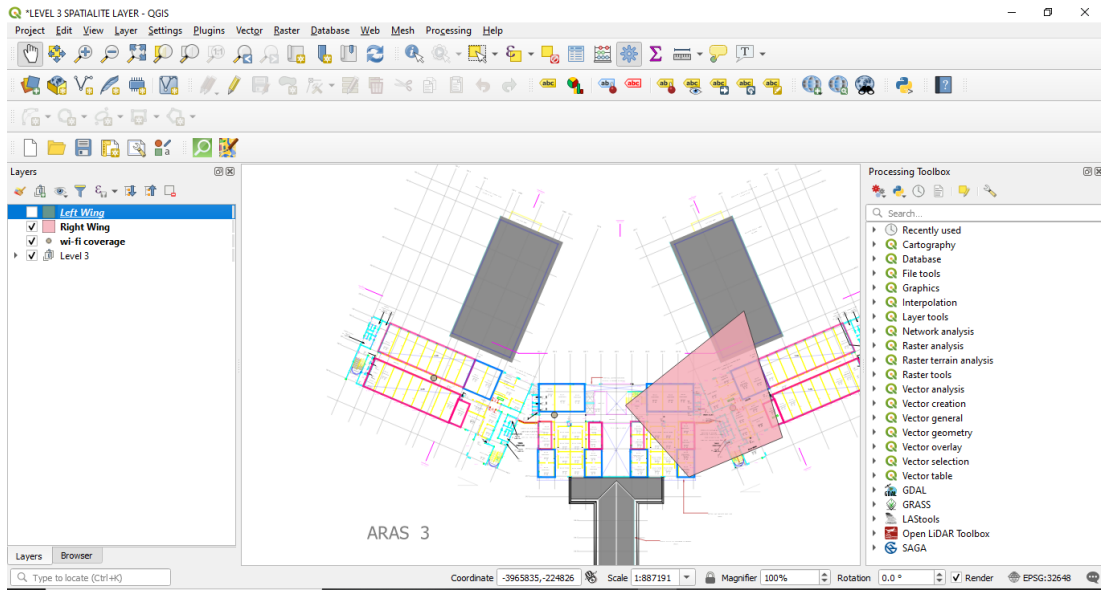 *LEVEL 3 SPATIALITE LAYER - QGIS
Project Edit View Layer Settings Plugins Vector Raster Database Web Mesh Processing Help
Layers
Left Wing
Right Wing
wi-fi coverage
Level 3
Layers Browser
ARAS 3
Processing Toolbox
Search...
Recently used
Cartography
Database
File tools
Graphics
Interpolation
Layer tools
Network analysis
Raster analysis
Raster terrain analysis
Raster tools
Vector analysis
Vector creation
Vector general
Vector geometry
Vector overlay
Vector selection
Vector table
GDAL
GRASS
LAStools
Open LiDAR Toolbox
SAGA
Type to locate (Ctrl+K) Coordinate -3965835,-224826 Scale 1:887191 Magnifier 100% Rotation 0.0 ° Render EPSG:32648